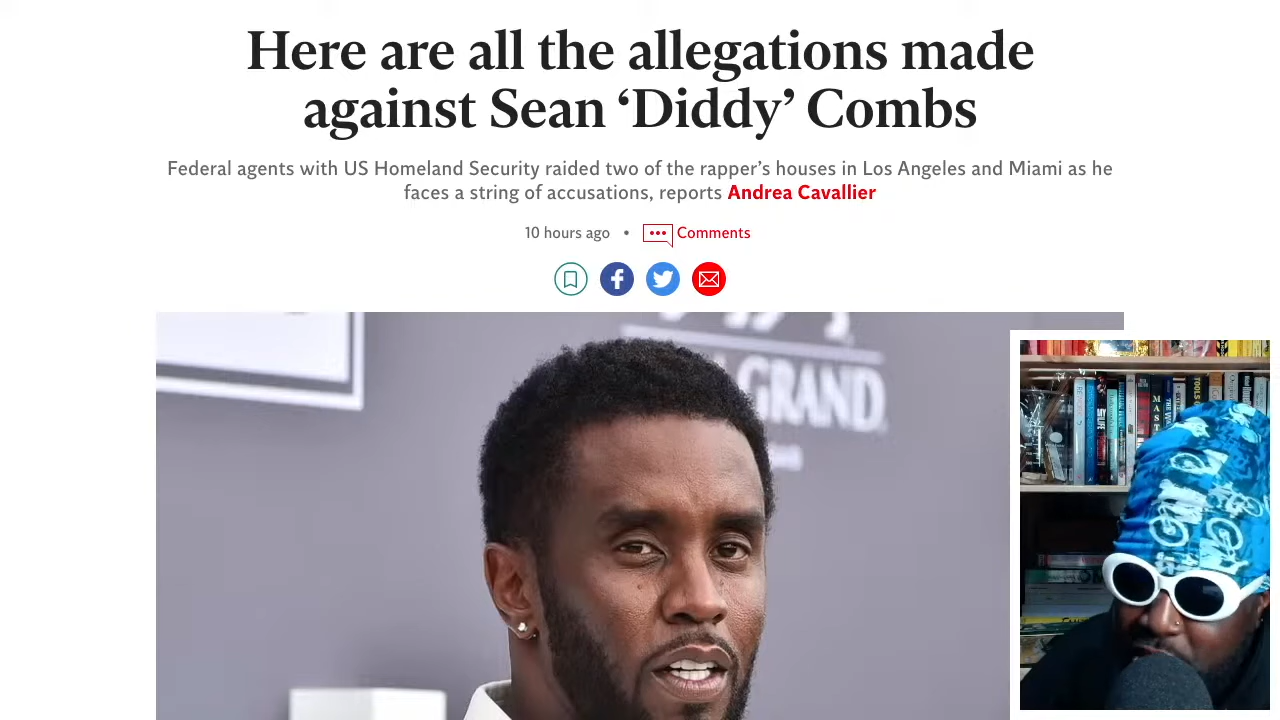 Here are all the allegations made
against Sean ‘Diddy’ Combs
Federal agents with US Homeland Security raided two of the rapper’s houses in Los Angeles and Miami as he
faces a string of accusations, reports Andrea Cavallier
10 hours ago • Comments
GRAND